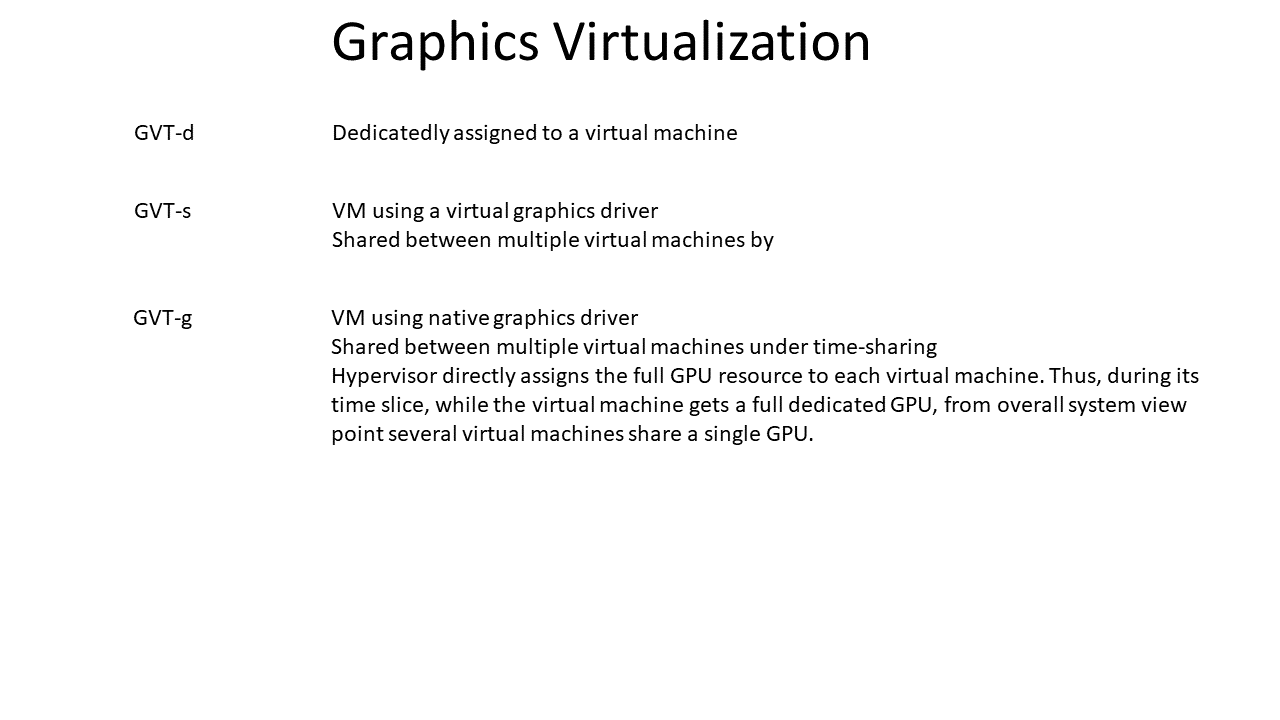 Graphics Virtualization
GVT-d Dedicatedly assigned to a virtual machine
GVT-s VM using a virtual graphics driver
Shared between multiple virtual machines by
GVT-g VM using native graphics driver
Shared between multiple virtual machines under time-sharing
Hypervisor directly assigns the full GPU resource to each virtual machine. Thus, during its
time slice, while the virtual machine gets a full dedicated GPU, from overall system view
point several virtual machines share a single GPU.